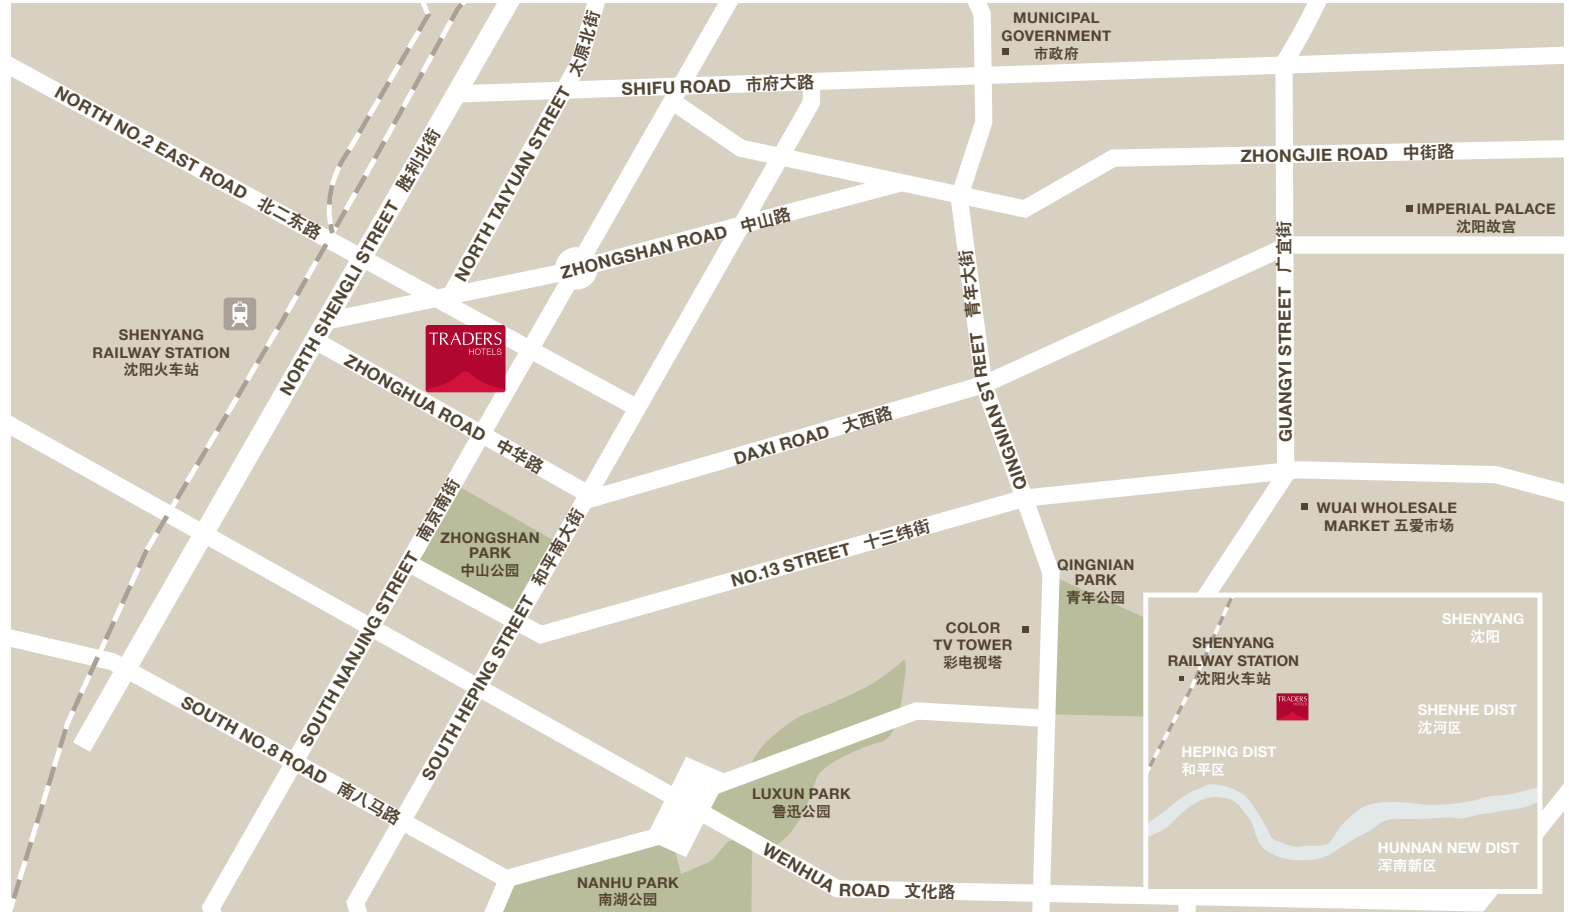 MUNICIPAL
GOVERNMENT
市政府
太原北街
SHIFU ROAD 市府大路
NORTH NO.2 EAST ROAD 北二东路
NORTH TAIYUAN STREET
NORTH SHENGLI STREET 胜利北街
ZHONGJIE ROAD 中街路
IMPERIAL PALACE
沈阳故宫
ZHONGSHAN ROAD 中山路
QINGNIAN ST REET 青年大街
GUANGYI STREET 广宜街
SHENYANG
RAILWAY STATION
沈阳火车站
TRADERS
HOTELS
ZHONGHUA ROAD 中华路
DAXI ROAD 大西路
WUAI WHOLESALE
MARKET 五爱市场
ZHONGSHAN
PARK
中山公园
SOUTH NANJING STREET 南京南街
SOUTH HEPING STREET 和平南大街
NO.13 STREET 十三纬街
QINGNIAN
PARK
青年公园
COLOR
TV TOWER
彩电视塔
SOUTH NO.8 ROAD 南八马路
LUXUN PARK
鲁迅公园
NANHU PARK
南湖公园
WENHUA ROAD 文化路
SHENYANG
沈阳
SHENYANG
RAILWAY STATION
沈阳火车站
TRADERS
HOTELS
SHENHE DIST
沈河区
HEPING DIST
和平区
HUNNAN NEW DIST
浑南新区